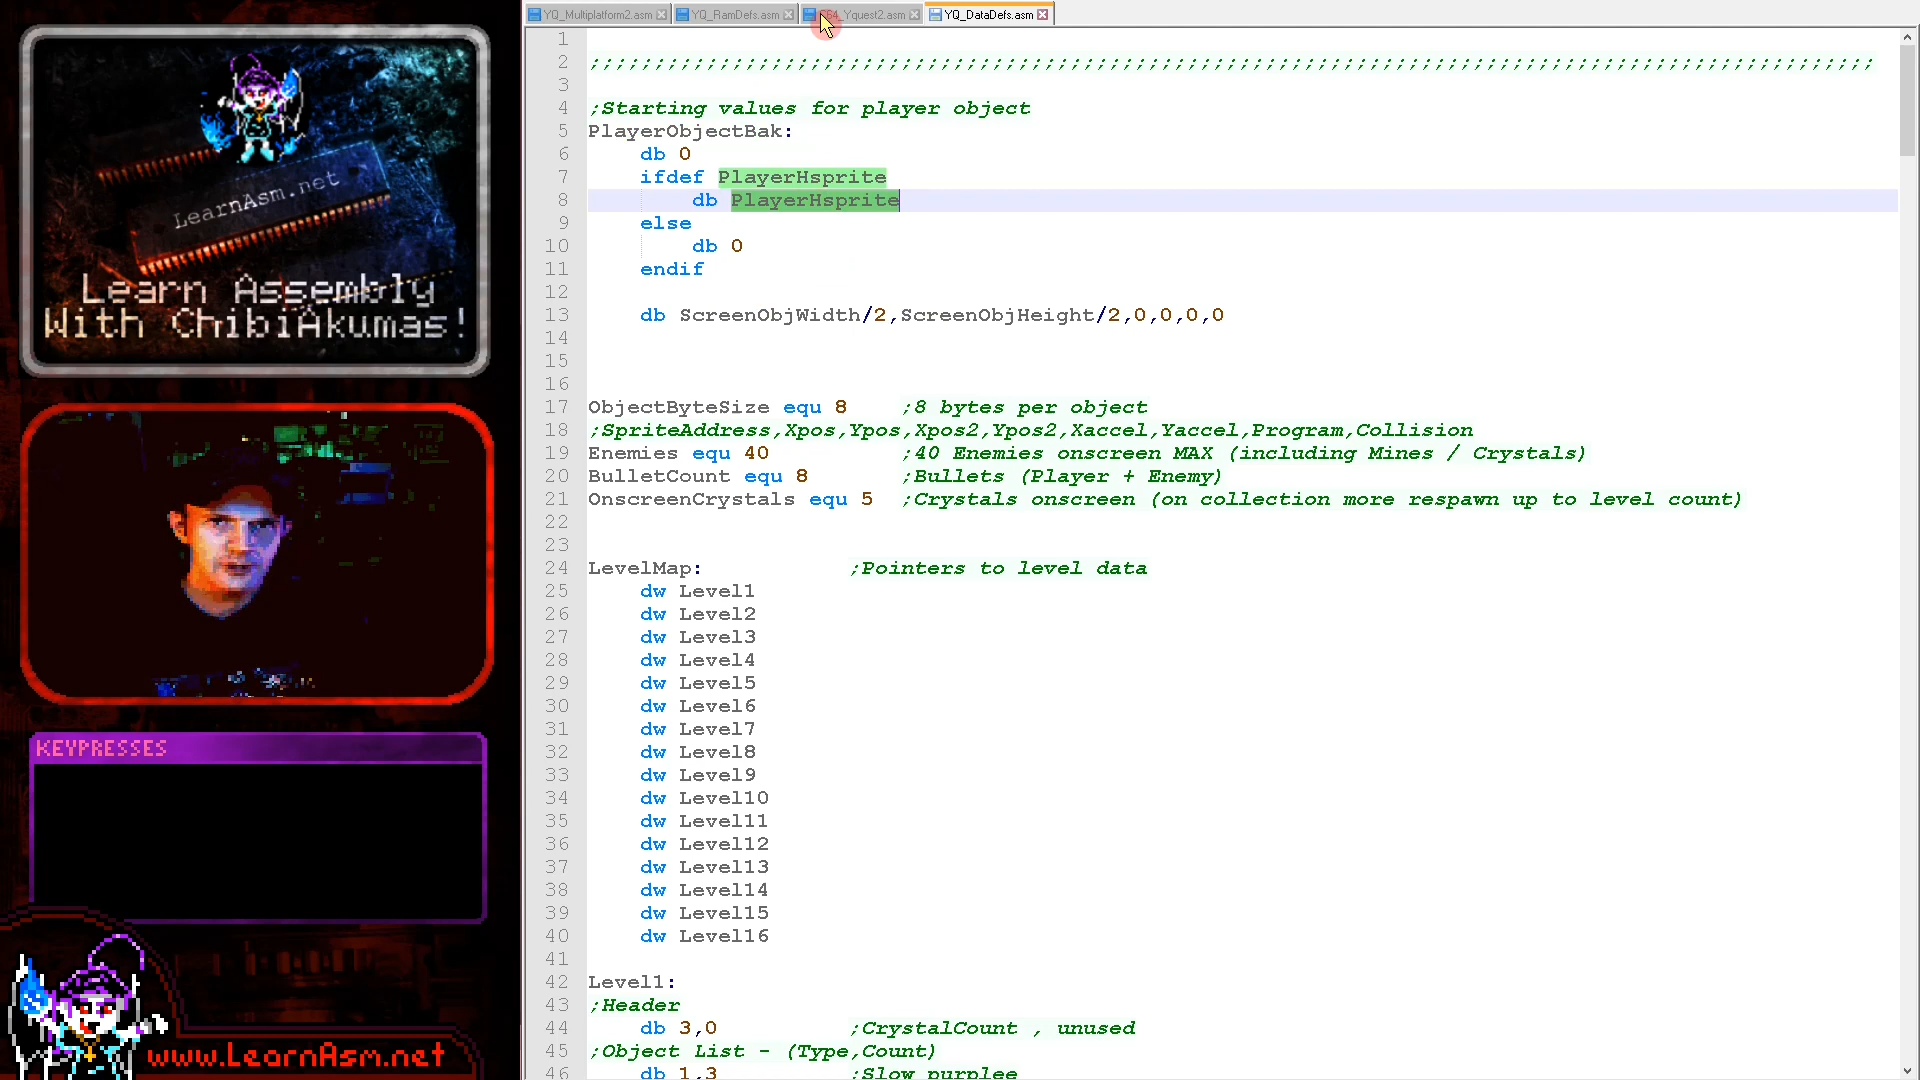 LearnAsm.net
Learn Assembly
With ChibiAkumas!
KEYPRESSES
www.LearnAsm.net
YQ_Multiplatform2.asm
YQ_RamDefs.asm
C64_Yquest2.asm
YQ_DataDefs.asm
1
2 ;;;;;;;;;;;;;;;;;;;;;;;;;;;;;;;;;;;;;;;;;;;;;;;;;;;;;;;;;;;;;;;;;;;;;;;;;;;;;;;;;;;;;;;;;;;;;;;;;;;
3
4 ;Starting values for player object
5 PlayerObjectBak:
6 db 0
7 ifdef PlayerHsprite
8 db PlayerHsprite
9 else
10 db 0
11 endif
12
13 db ScreenObjWidth/2,ScreenObjHeight/2,0,0,0,0
14
15
16
17 ObjectByteSize equ 8 ;8 bytes per object
18 ;SpriteAddress,Xpos,Ypos,Xpos2,Ypos2,Xaccel,Yaccel,Program,Collision
19 Enemies equ 40 ;40 Enemies onscreen MAX (including Mines / Crystals)
20 BulletCount equ 8 ;Bullets (Player + Enemy)
21 OnscreenCrystals equ 5 ;Crystals onscreen (on collection more respawn up to level count)
22
23
24 LevelMap: ;Pointers to level data
25 dw Level1
26 dw Level2
27 dw Level3
28 dw Level4
29 dw Level5
30 dw Level6
31 dw Level7
32 dw Level8
33 dw Level9
34 dw Level10
35 dw Level11
36 dw Level12
37 dw Level13
38 dw Level14
39 dw Level15
40 dw Level16
41
42 Level1:
43 ;Header
44 db 3,0 ;CrystalCount , unused
45 ;Object List - (Type,Count)
46 db 1,3 ;Slow purplee